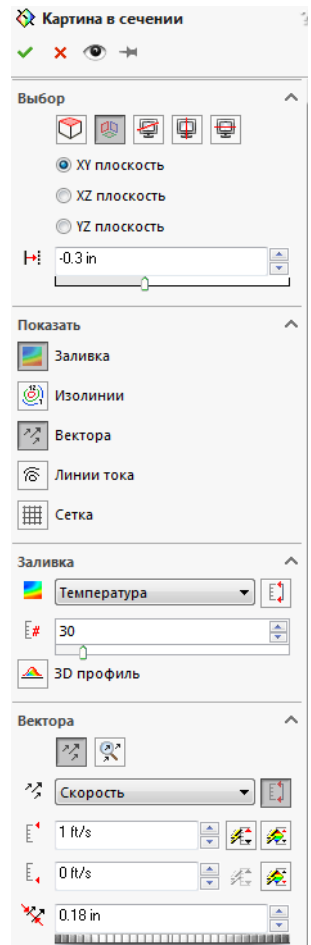 Картина в сечении
Выбор
XY плоскость
XZ плоскость
YZ плоскость
-0.3 in
Показать
Заливка
Изолинии
Вектора
Линии тока
Сетка
Заливка
Температура
30
3D профиль
Вектора
Скорость
1 ft/s
0 ft/s
0.18 in